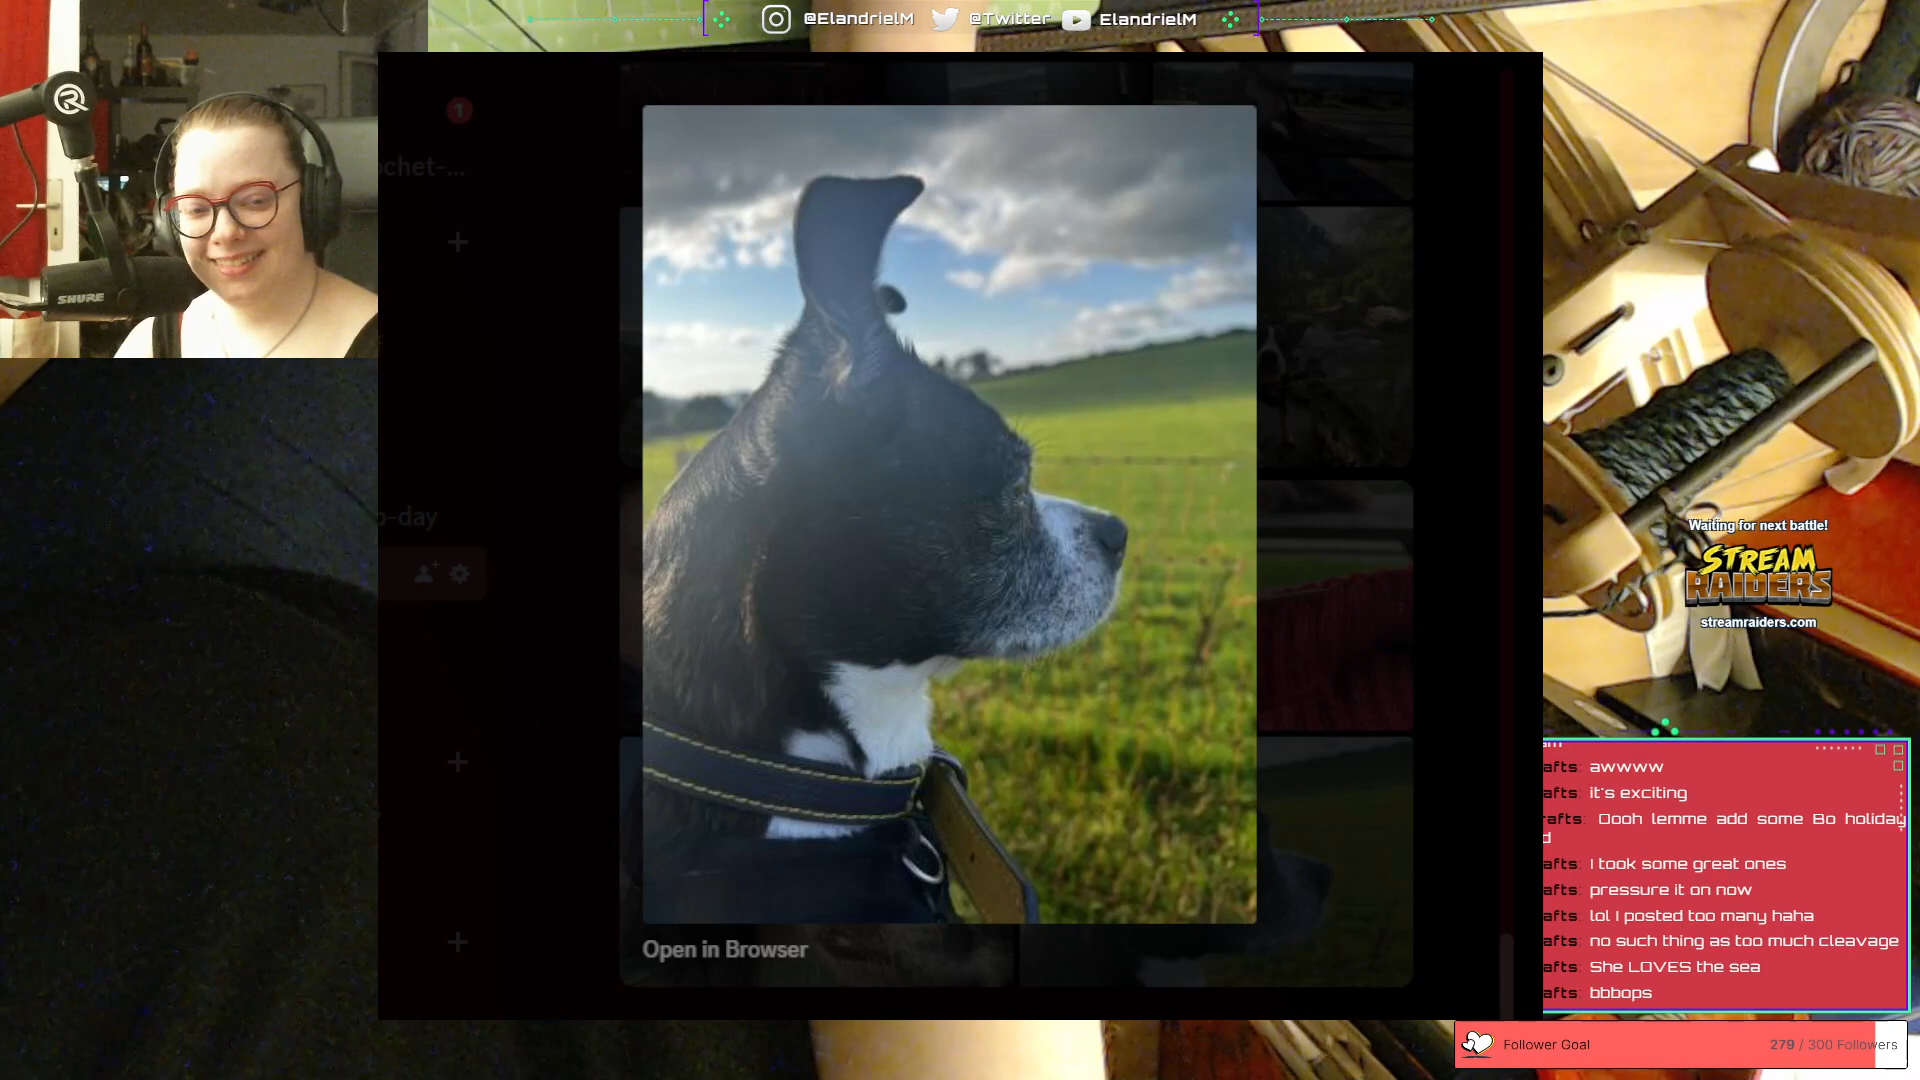 @ElandrielM @Twitter ElandrielM
SHURE
1
ochet-...
o-day
Open in Browser
Waiting for next battle!
STREAM
RAIDERS
streamraiders.com
afts: awwww
afts: it's exciting
afts: Oooh lemme add some Bo holiday
d
afts: I took some great ones
afts: pressure it on now
afts: lol I posted too many haha
afts: no such thing as too much cleavage
afts: She LOVES the sea
afts: bbbops
Follower Goal 279 / 300 Followers